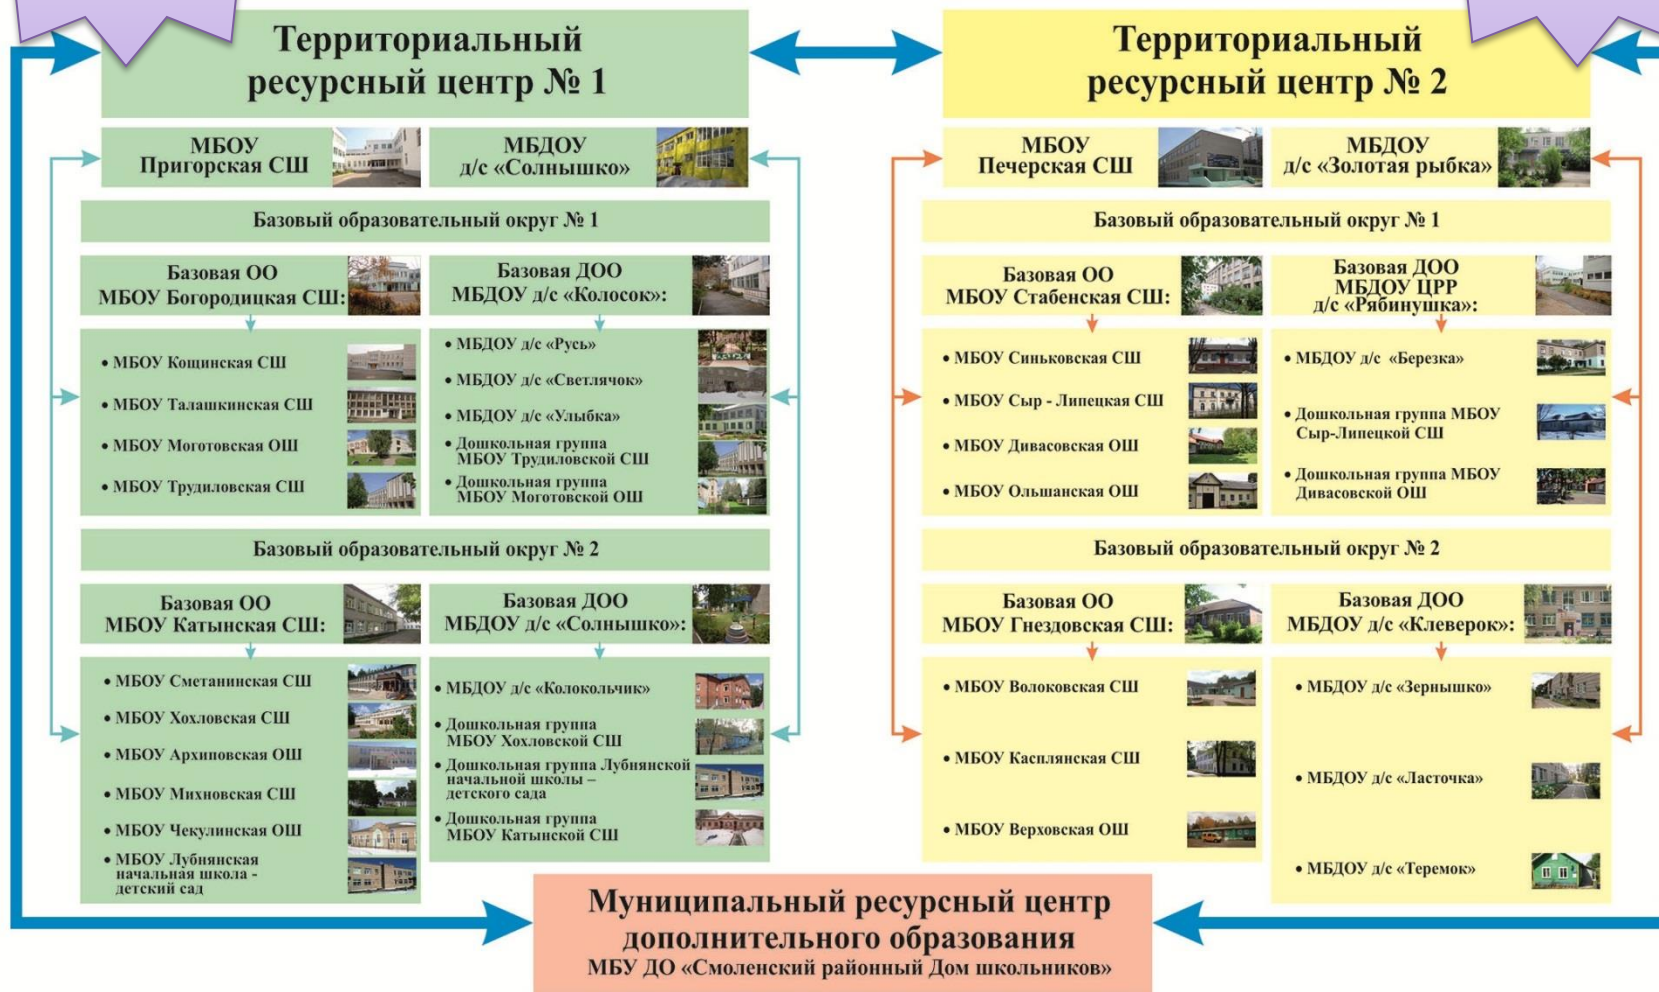 Территориальный
ресурсный центр № 1
МБОУ
Пригорская СШ
МБДОУ
д/с «Солнышко»
Базовый образовательный округ № 1
Базовая ОО
МБОУ Богородицкая СШ:
Базовая ДОО
МБДОУ д/с «Колосок»:
• МБОУ Кощинская СШ
• МБОУ Талашкинская СШ
• МБОУ Моготовская ОШ
• МБОУ Трудиловская СШ
• МБДОУ д/с «Русь»
• МБДОУ д/с «Светлячок»
• МБДОУ д/с «Улыбка»
• Дошкольная группа
МБОУ Трудиловской СШ
• Дошкольная группа
МБОУ Моготовской ОШ
Базовый образовательный округ № 2
Базовая ОО
МБОУ Катынская СШ:
Базовая ДОО
МБДОУ д/с «Солнышко»:
• МБОУ Сметанинская СШ
• МБОУ Хохловская СШ
• МБОУ Архиповская ОШ
• МБОУ Михновская СШ
• МБОУ Чекулинская ОШ
• МБОУ Лубнянская
начальная школа -
детский сад
• МБДОУ д/с «Колокольчик»
• Дошкольная группа
МБОУ Хохловской СШ
• Дошкольная группа Лубнянской
начальной школы –
детского сада
• Дошкольная группа
МБОУ Катынской СШ
Территориальный
ресурсный центр № 2
МБОУ
Печерская СШ
МБДОУ
д/с «Золотая рыбка»
Базовый образовательный округ № 1
Базовая ОО
МБОУ Стабенская СШ:
Базовая ДОО
МБДОУ ЦРР
д/с «Рябинушка»:
• МБОУ Синьковская СШ
• МБОУ Сыр - Липецкая СШ
• МБОУ Дивасовская ОШ
• МБОУ Ольшанская ОШ
• МБДОУ д/с «Березка»
• Дошкольная группа МБОУ
Сыр-Липецкой СШ
• Дошкольная группа МБОУ
Дивасовской ОШ
Базовый образовательный округ № 2
Базовая ОО
МБОУ Гнездовская СШ:
Базовая ДОО
МБДОУ д/с «Клеверок»:
• МБОУ Волоковская СШ
• МБОУ Касплянская СШ
• МБОУ Верховская ОШ
• МБДОУ д/с «Зернышко»
• МБДОУ д/с «Ласточка»
• МБДОУ д/с «Теремок»
Муниципальный ресурсный центр
дополнительного образования
МБУ ДО «Смоленский районный Дом школьников»